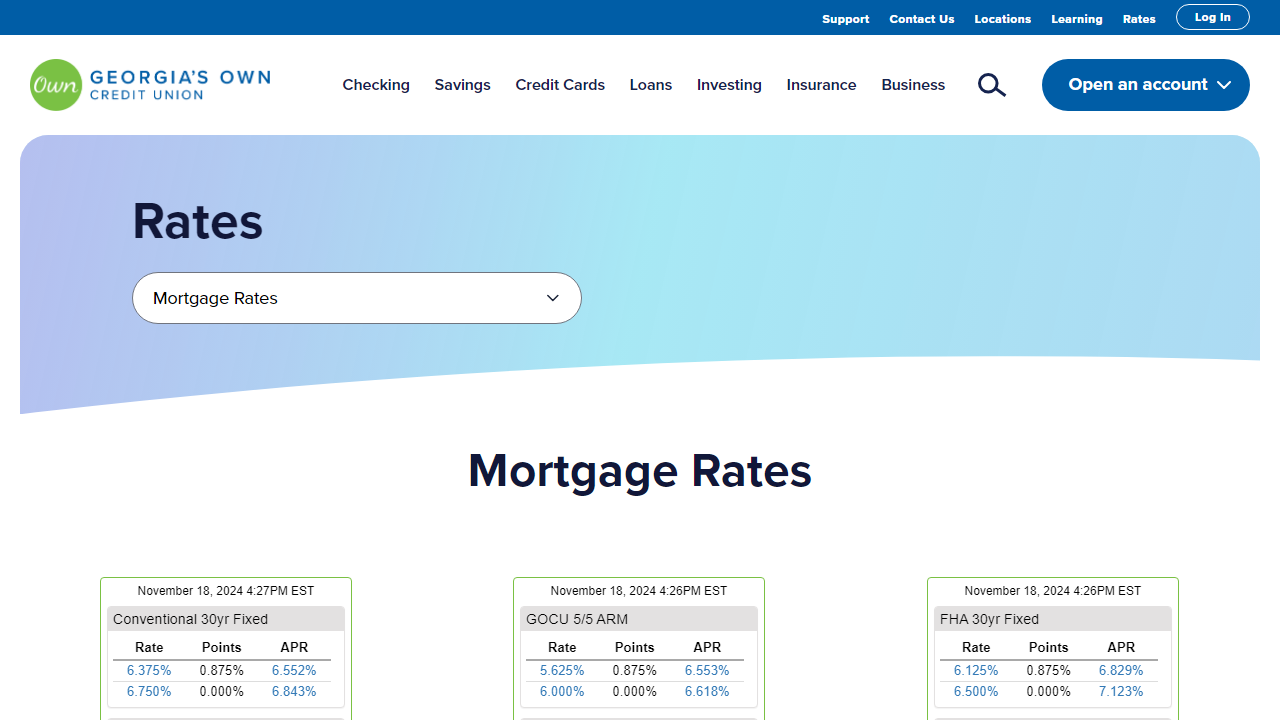 Support Contact Us Locations Learning Rates Log In
Own GEORGIA'S OWN
CREDIT UNION
Checking Savings Credit Cards Loans Investing Insurance Business
Open an account
Rates
Mortgage Rates
Mortgage Rates
November 18, 2024 4:27PM EST
Conventional 30yr Fixed
Rate Points APR
6.375% 0.875% 6.552%
6.750% 0.000% 6.843%
November 18, 2024 4:26PM EST
GOCU 5/5 ARM
Rate Points APR
5.625% 0.875% 6.553%
6.000% 0.000% 6.618%
November 18, 2024 4:26PM EST
FHA 30yr Fixed
Rate Points APR
6.125% 0.875% 6.829%
6.500% 0.000% 7.123%